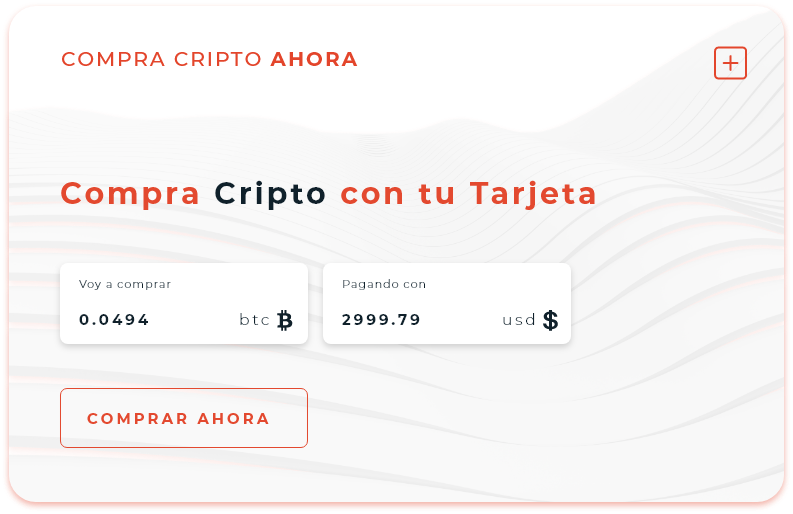 COMPRA CRIPTO AHORA
Compra Cripto con tu Tarjeta
Voy a comprar
0.0494 btc ₿
Pagando con
2999.79 usd $
COMPRAR AHORA